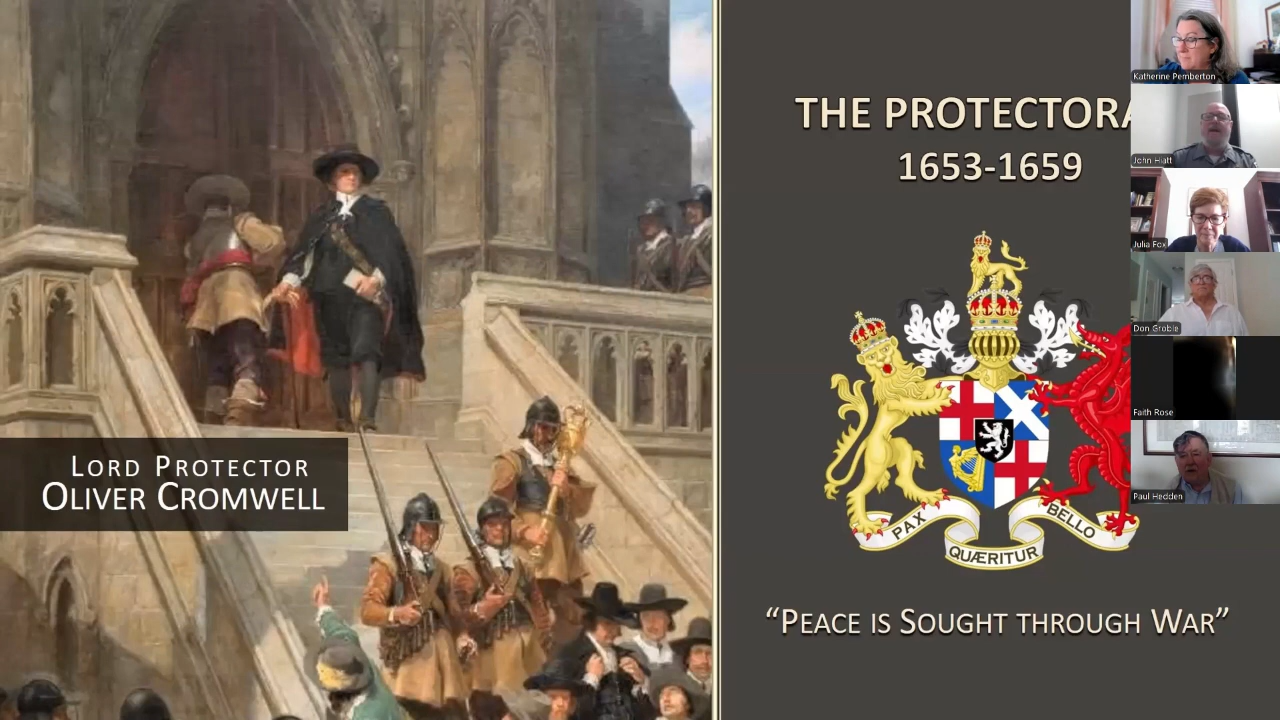 LORD PROTECTOR
OLIVER CROMWELL
THE PROTECTORA
1653-1659
PAX
QUÆRITUR
BELLO
“PEACE IS SOUGHT THROUGH WAR”
Katherine Pemberton
John Hiatt
Julia Fox
Don Groble
Faith Rose
Paul Hedden